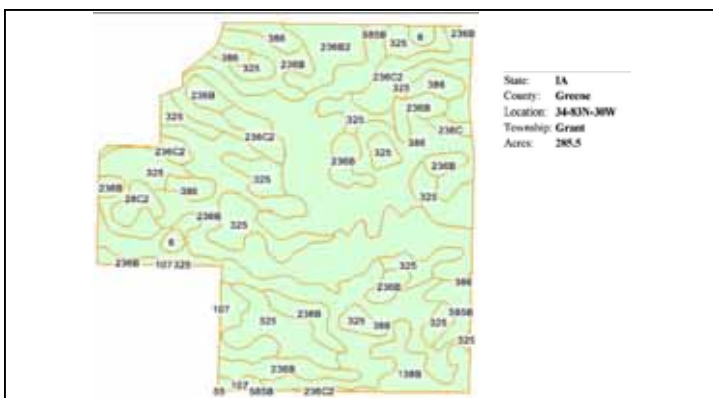 386
236B2
585B
325
6
236B
386
325
236B
236C2
325
386
236B
236B
325
325
236C
236C2
386
325
236C2
236B
325
236B
325
325
236B
386
325
28C2
236B
325
6
236B
107
325
325
236B
386
107
325
236B
325
386
325
585B
325
236B
138B
55
107
585B
236C2
State: IA
County: Greene
Location: 34-83N-30W
Township: Grant
Acres: 285.5